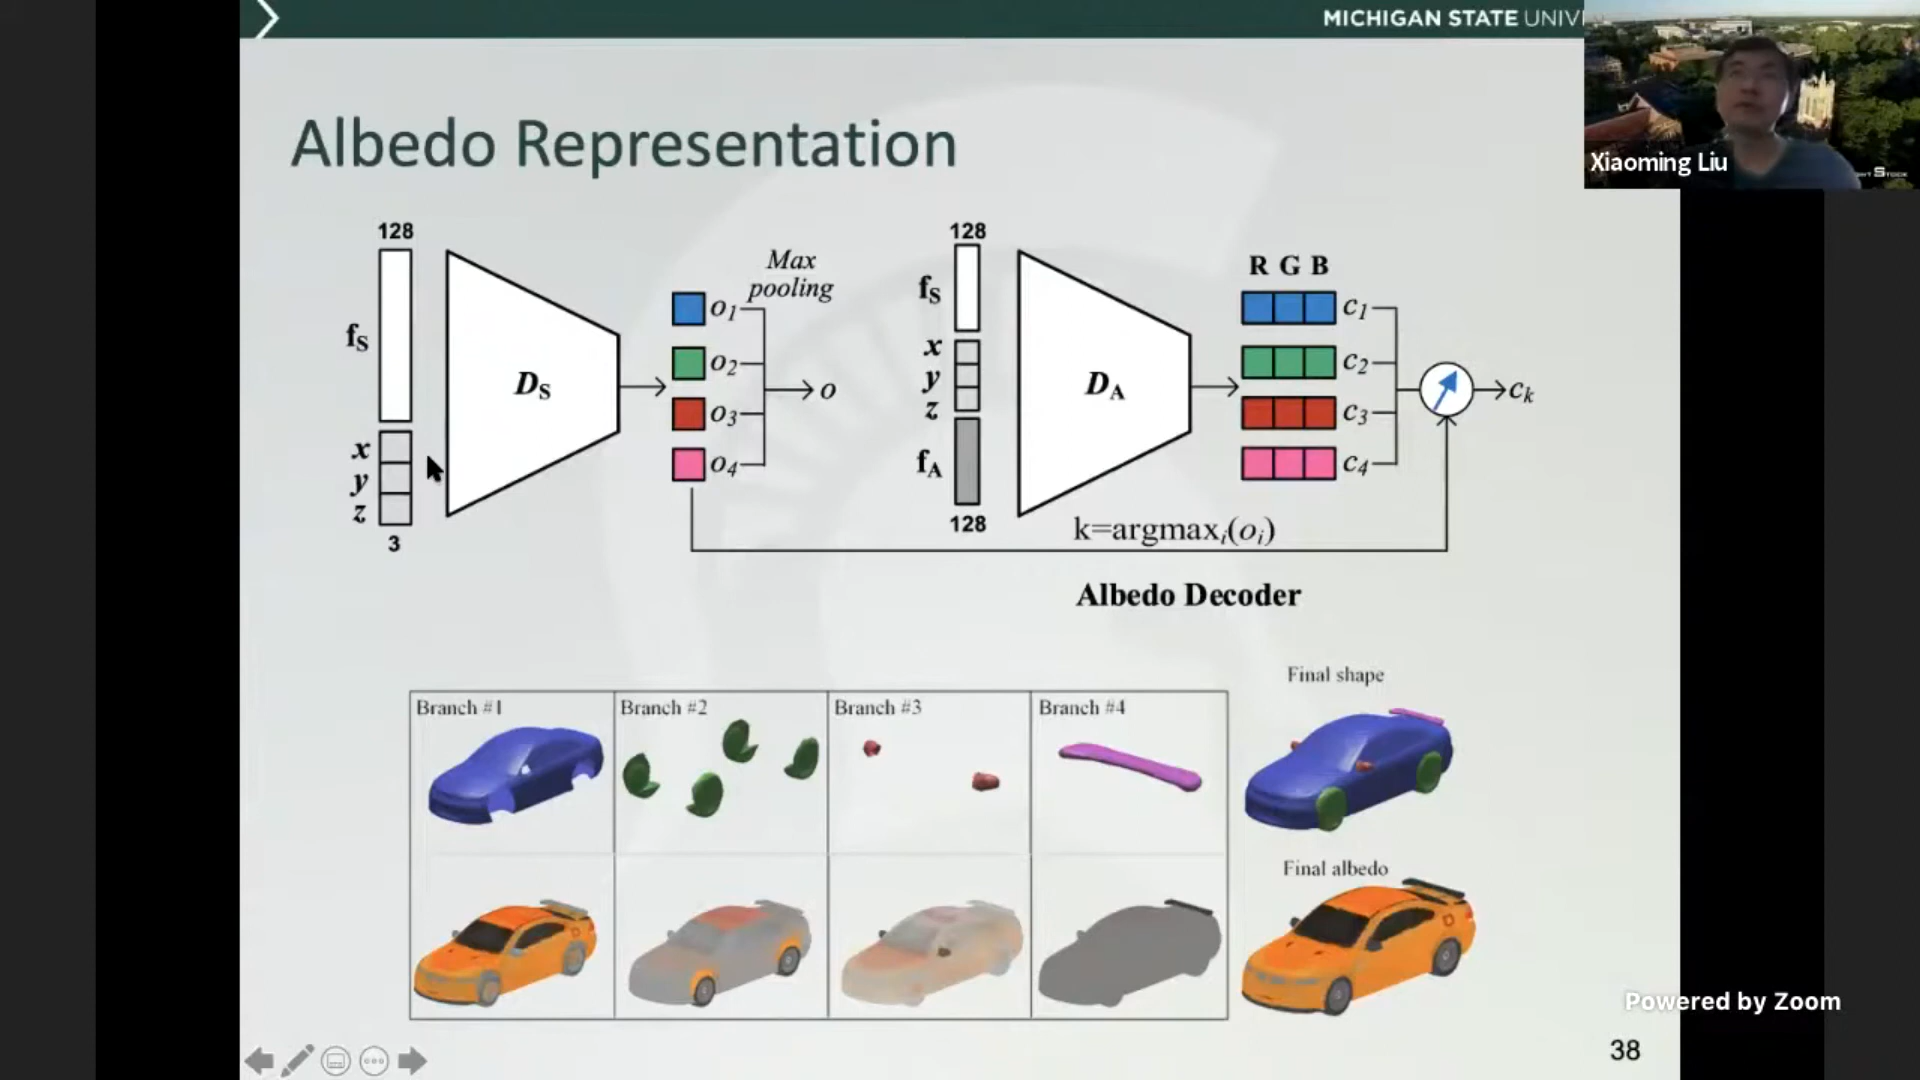 MICHIGAN STATE UNIV
Xiaoming Liu
Albedo Representation
128
fS
x
y
z
3
DS
o1
o2
o3
o4
Max
pooling
o
128
fS
x
y
z
fA
128
DA
R G B
c1
c2
c3
c4
ck
k=argmaxi(oi)
Albedo Decoder
Branch #1
Branch #2
Branch #3
Branch #4
Final shape
Final albedo
Powered by Zoom
38